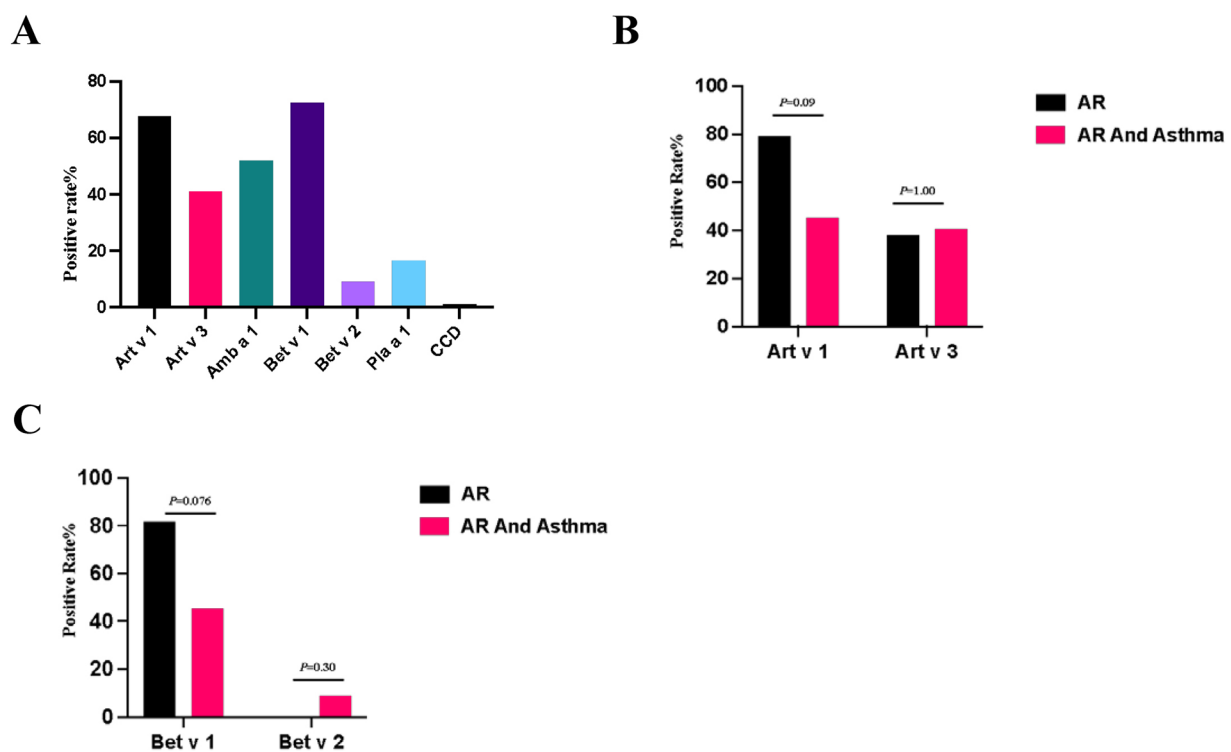 A
Positive rate%
80
60
40
20
0
Art v 1
Art v 3
Amb a 1
Bet v 1
Bet v 2
Pla a 1
CCD
B
Positive Rate%
100
80
60
40
20
0
P=0.09
P=1.00
Art v 1
Art v 3
AR
AR And Asthma
C
Positive Rate%
100
80
60
40
20
0
P=0.076
P=0.30
Bet v 1
Bet v 2
AR
AR And Asthma